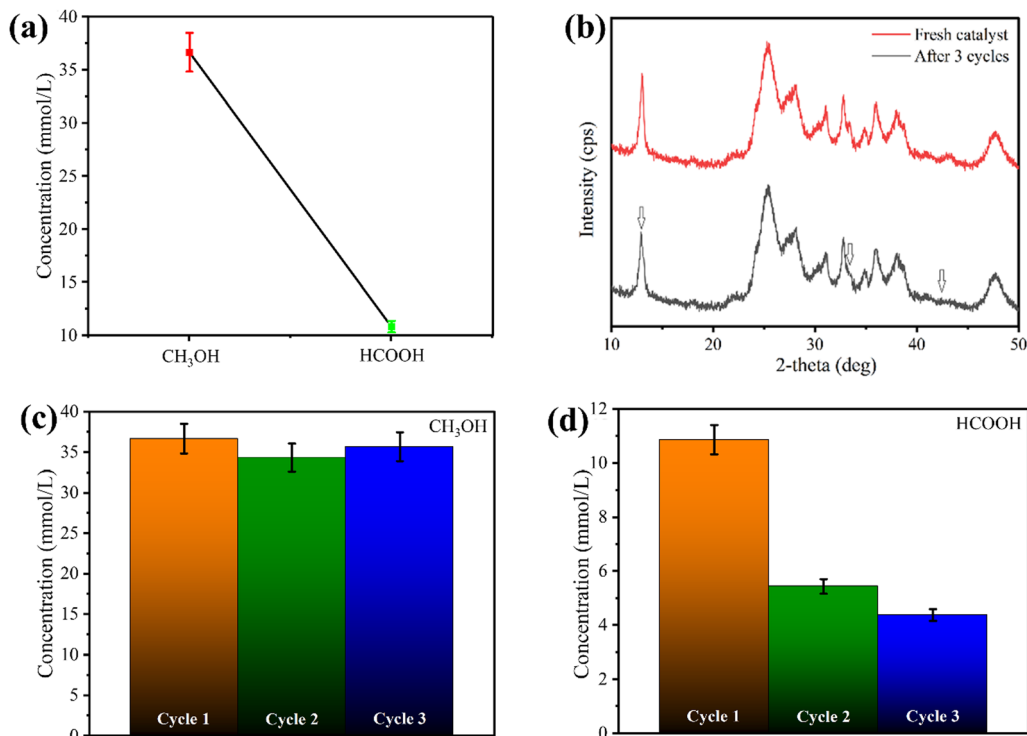 (a)
Concentration (mmol/L)
40
35
30
25
20
15
10
CH₃OH
HCOOH
(b)
Fresh catalyst
After 3 cycles
Intensity (cps)
10
20
30
40
50
2-theta (deg)
(c)
CH₃OH
Concentration (mmol/L)
40
35
30
25
20
15
10
5
0
Cycle 1
Cycle 2
Cycle 3
(d)
HCOOH
Concentration (mmol/L)
12
10
8
6
4
2
0
Cycle 1
Cycle 2
Cycle 3